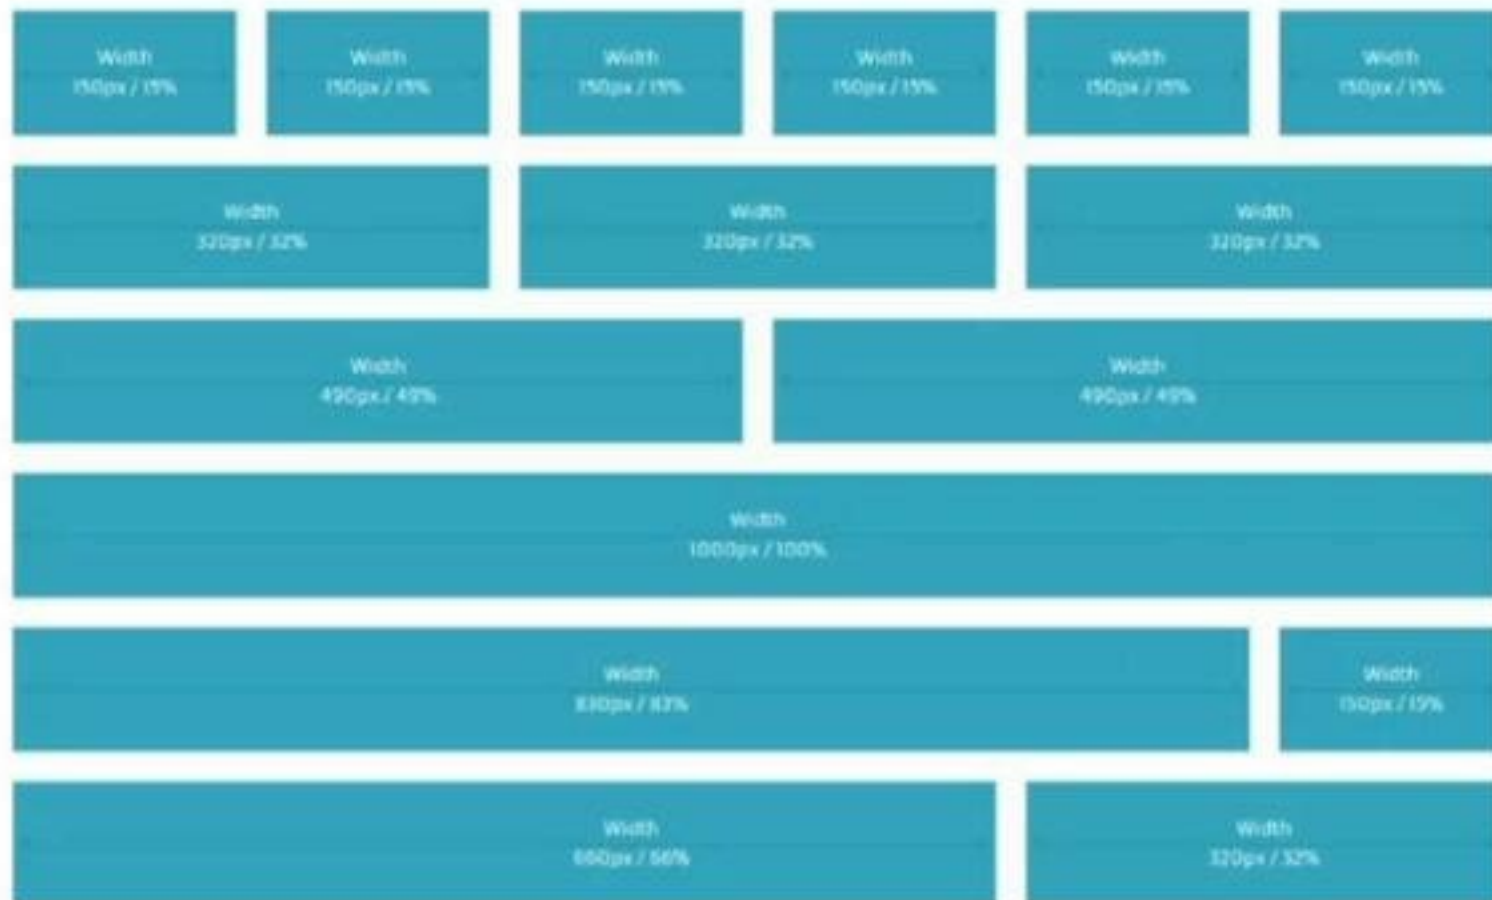 Width
150px / 15%
Width
150px / 15%
Width
150px / 15%
Width
150px / 15%
Width
150px / 15%
Width
150px / 15%
Width
320px / 32%
Width
320px / 32%
Width
320px / 32%
Width
490px / 49%
Width
490px / 49%
Width
1000px / 100%
Width
830px / 83%
Width
150px / 15%
Width
660px / 66%
Width
320px / 32%